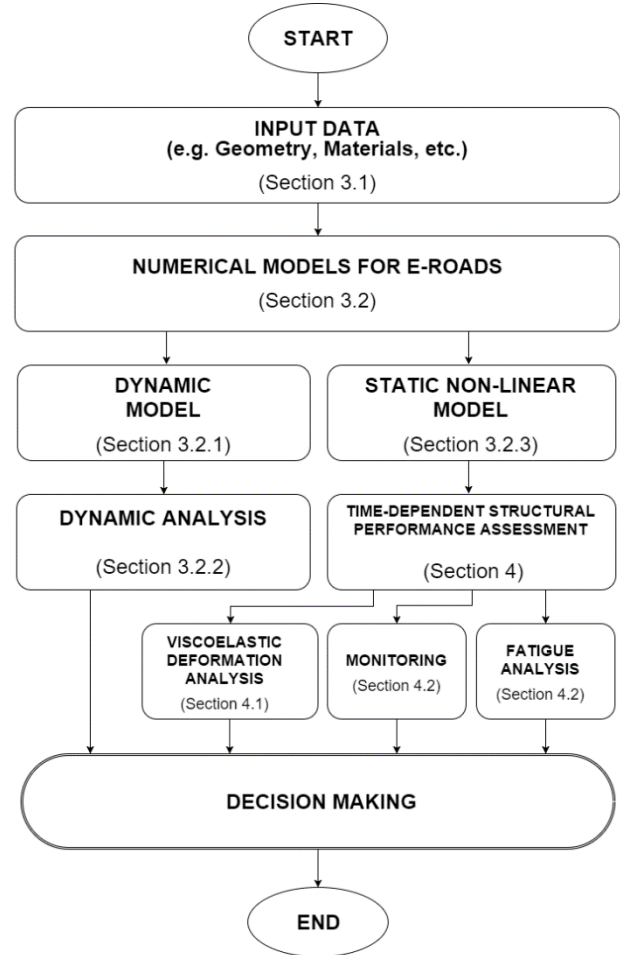 START
INPUT DATA
(e.g. Geometry, Materials, etc.)
(Section 3.1)
NUMERICAL MODELS FOR E-ROADS
(Section 3.2)
DYNAMIC
MODEL
(Section 3.2.1)
STATIC NON-LINEAR
MODEL
(Section 3.2.3)
DYNAMIC ANALYSIS
(Section 3.2.2)
TIME-DEPENDENT STRUCTURAL
PERFORMANCE ASSESSMENT
(Section 4)
VISCOELASTIC
DEFORMATION
ANALYSIS
(Section 4.1)
MONITORING
(Section 4.2)
FATIGUE
ANALYSIS
(Section 4.2)
DECISION MAKING
END